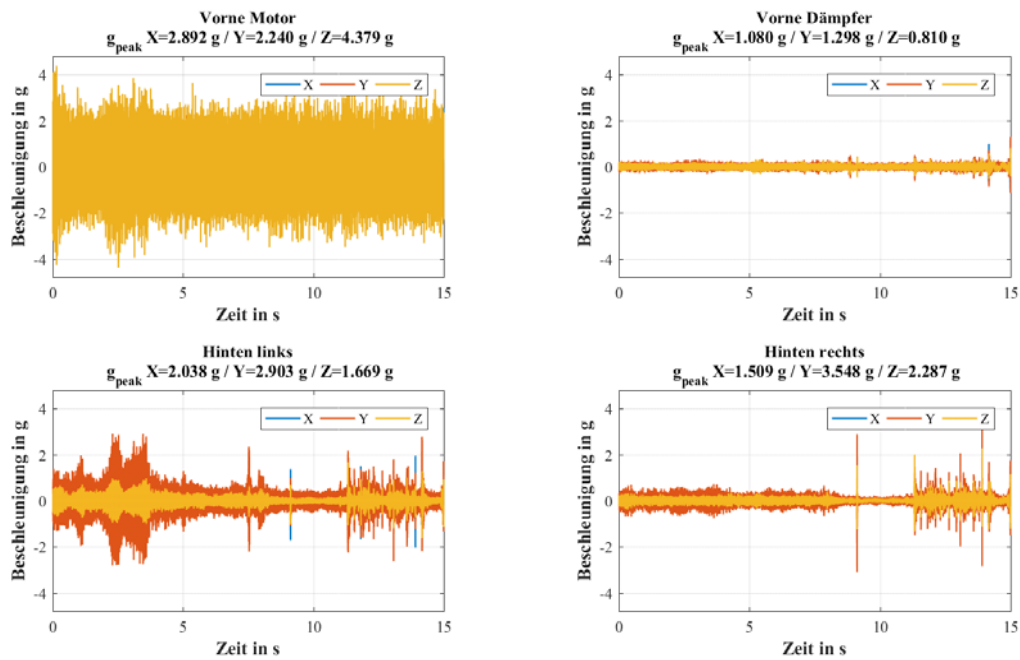 Vorne Motor
g_peak X=2.892 g / Y=2.240 g / Z=4.379 g
X Y Z
Beschleunigung in g
4
2
0
-2
-4
0 5 10 15
Zeit in s
Vorne Dämpfer
g_peak X=1.080 g / Y=1.298 g / Z=0.810 g
X Y Z
Beschleunigung in g
4
2
0
-2
-4
0 5 10 15
Zeit in s
Hinten links
g_peak X=2.038 g / Y=2.903 g / Z=1.669 g
X Y Z
Beschleunigung in g
4
2
0
-2
-4
0 5 10 15
Zeit in s
Hinten rechts
g_peak X=1.509 g / Y=3.548 g / Z=2.287 g
X Y Z
Beschleunigung in g
4
2
0
-2
-4
0 5 10 15
Zeit in s